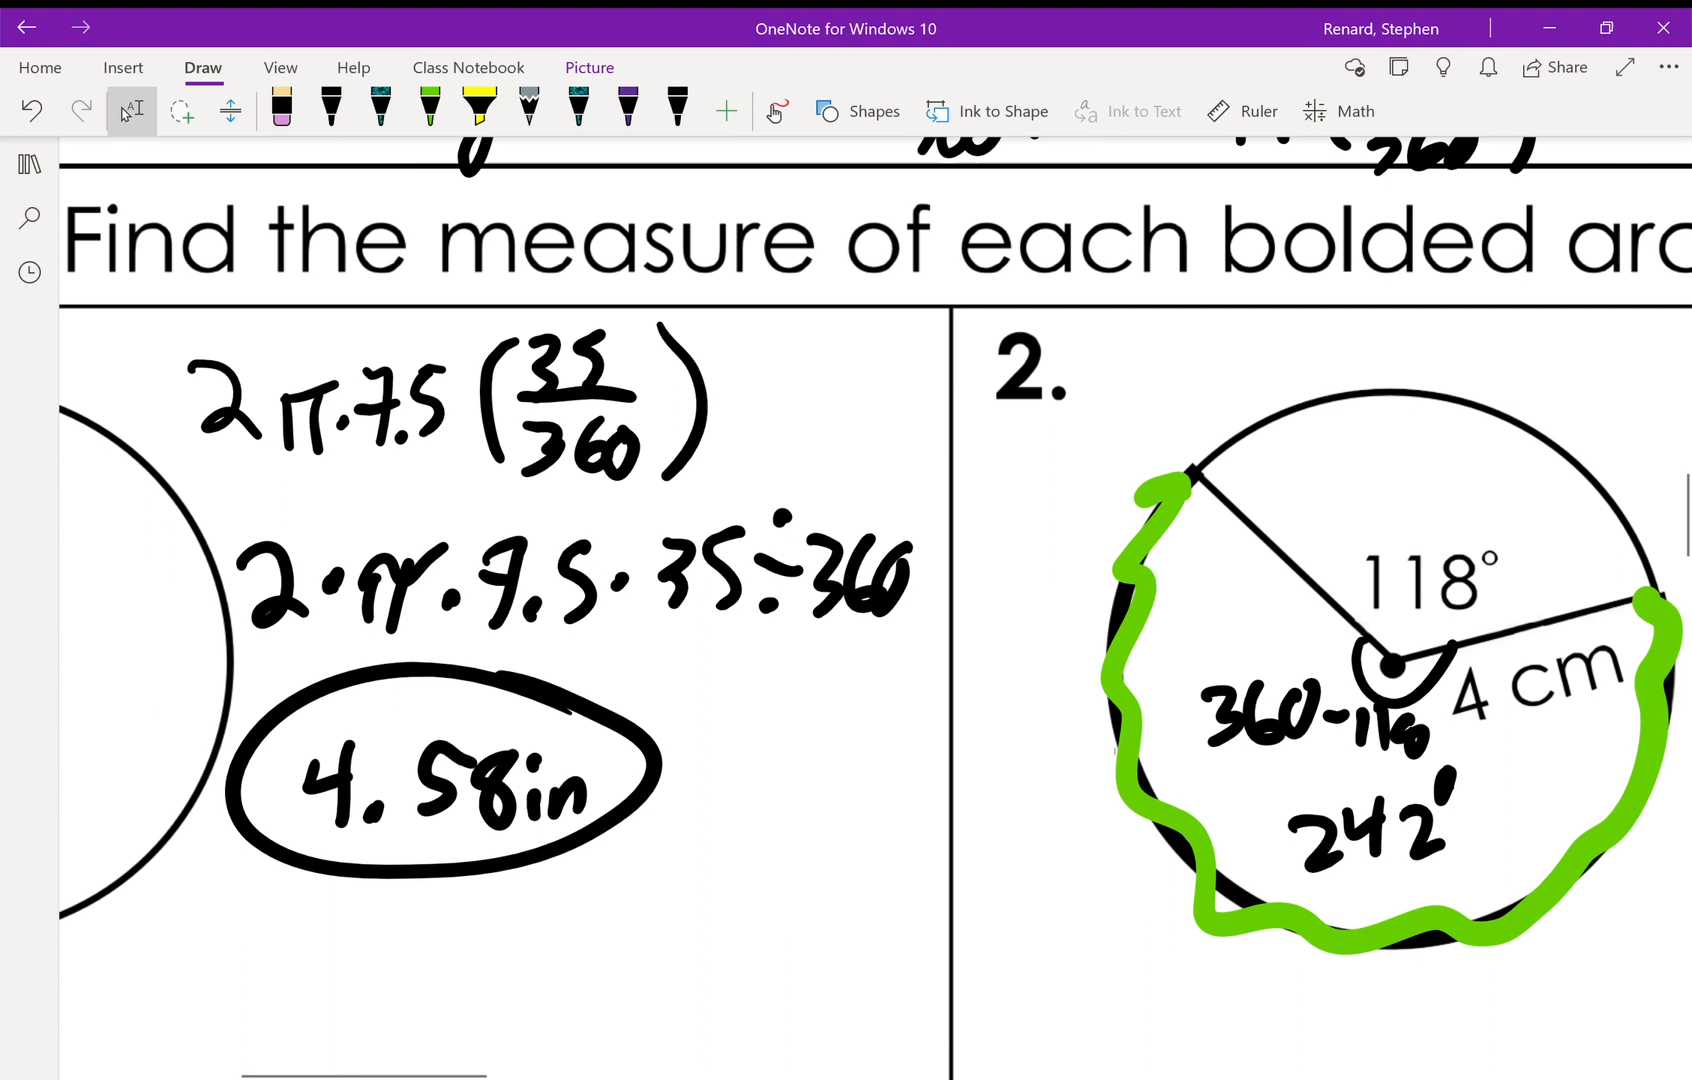 OneNote for Windows 10
Renard, Stephen
Home Insert Draw View Help Class Notebook Picture
Share
Shapes Ink to Shape Ink to Text Ruler Math
360)
Find the measure of each bolded arc
2π·7.5 (35/360)
2·π·7.5·35÷360
4.58in
2.
118°
4 cm
360-118
242°